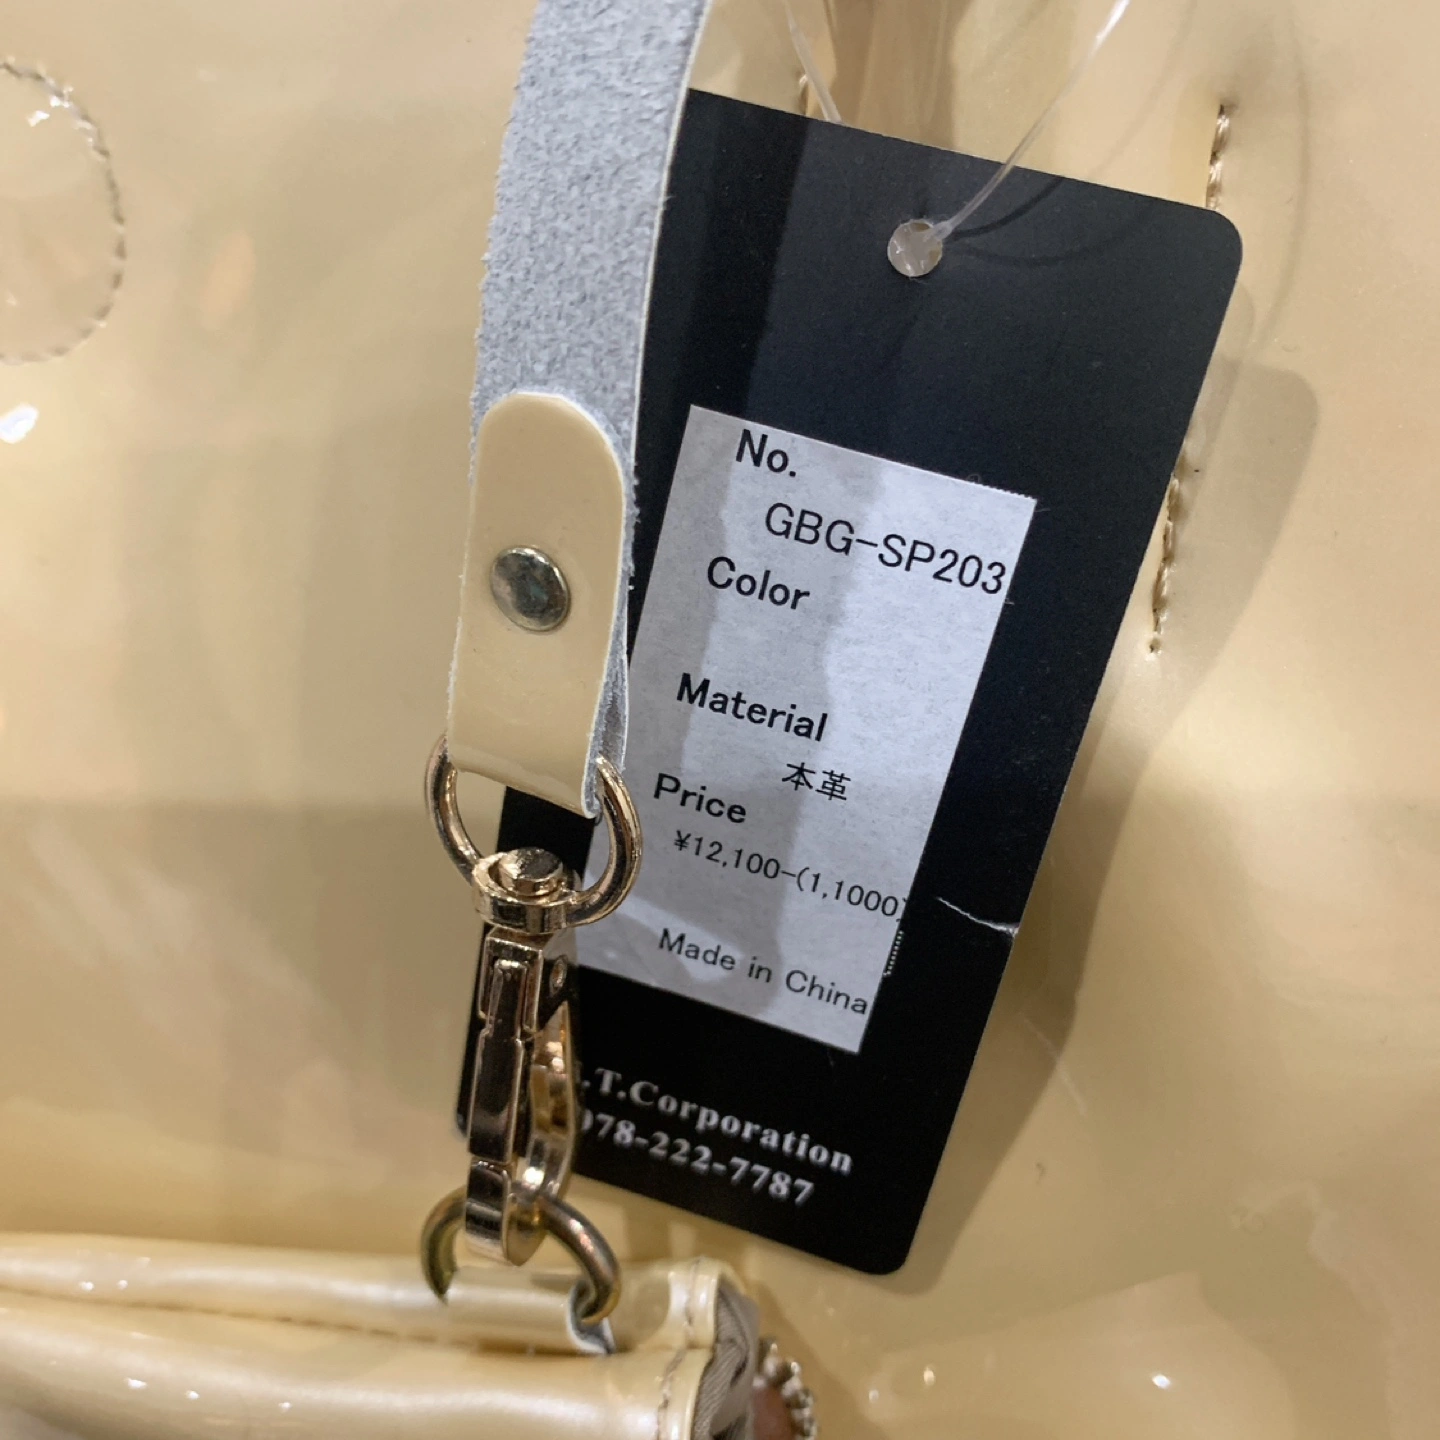 No.
GBG-SP203
Color
Material
本革
Price
¥12,100-(1,1000)
Made in China
.T.Corporation
078-222-7787